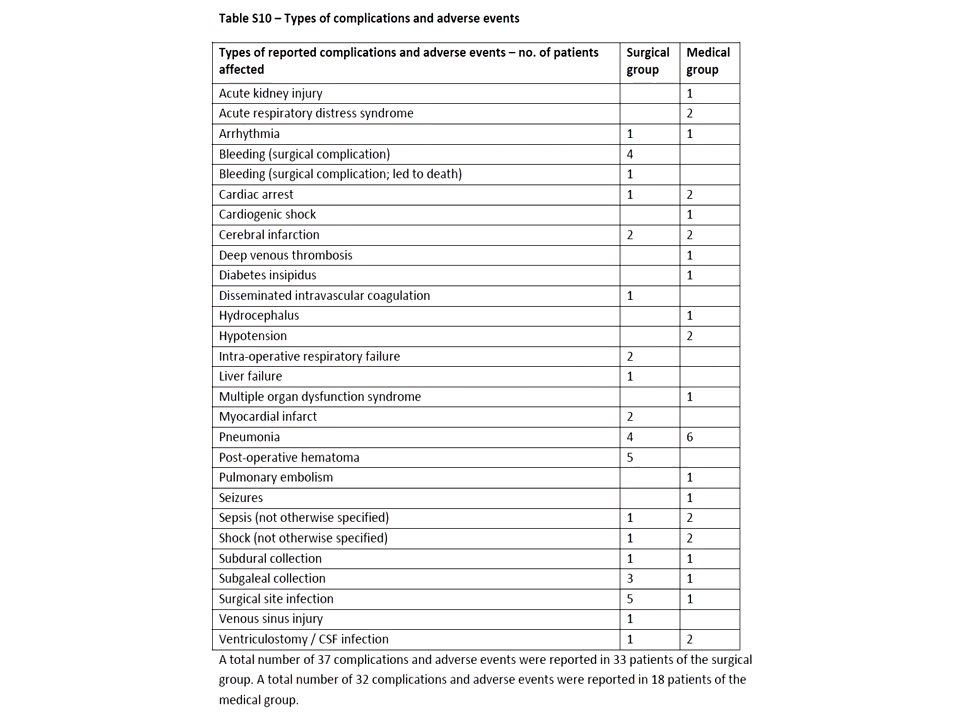 Table S10 – Types of complications and adverse events
Types of reported complications and adverse events – no. of patients affected Surgical group Medical group
Acute kidney injury 1
Acute respiratory distress syndrome 2
Arrhythmia 1 1
Bleeding (surgical complication) 4
Bleeding (surgical complication; led to death) 1
Cardiac arrest 1 2
Cardiogenic shock 1
Cerebral infarction 2 2
Deep venous thrombosis 1
Diabetes insipidus 1
Disseminated intravascular coagulation 1
Hydrocephalus 1
Hypotension 2
Intra-operative respiratory failure 2
Liver failure 1
Multiple organ dysfunction syndrome 1
Myocardial infarct 2
Pneumonia 4 6
Post-operative hematoma 5
Pulmonary embolism 1
Seizures 1
Sepsis (not otherwise specified) 1 2
Shock (not otherwise specified) 1 2
Subdural collection 1 1
Subgaleal collection 3 1
Surgical site infection 5 1
Venous sinus injury 1
Ventriculostomy / CSF infection 1 2
A total number of 37 complications and adverse events were reported in 33 patients of the surgical
group. A total number of 32 complications and adverse events were reported in 18 patients of the
medical group.